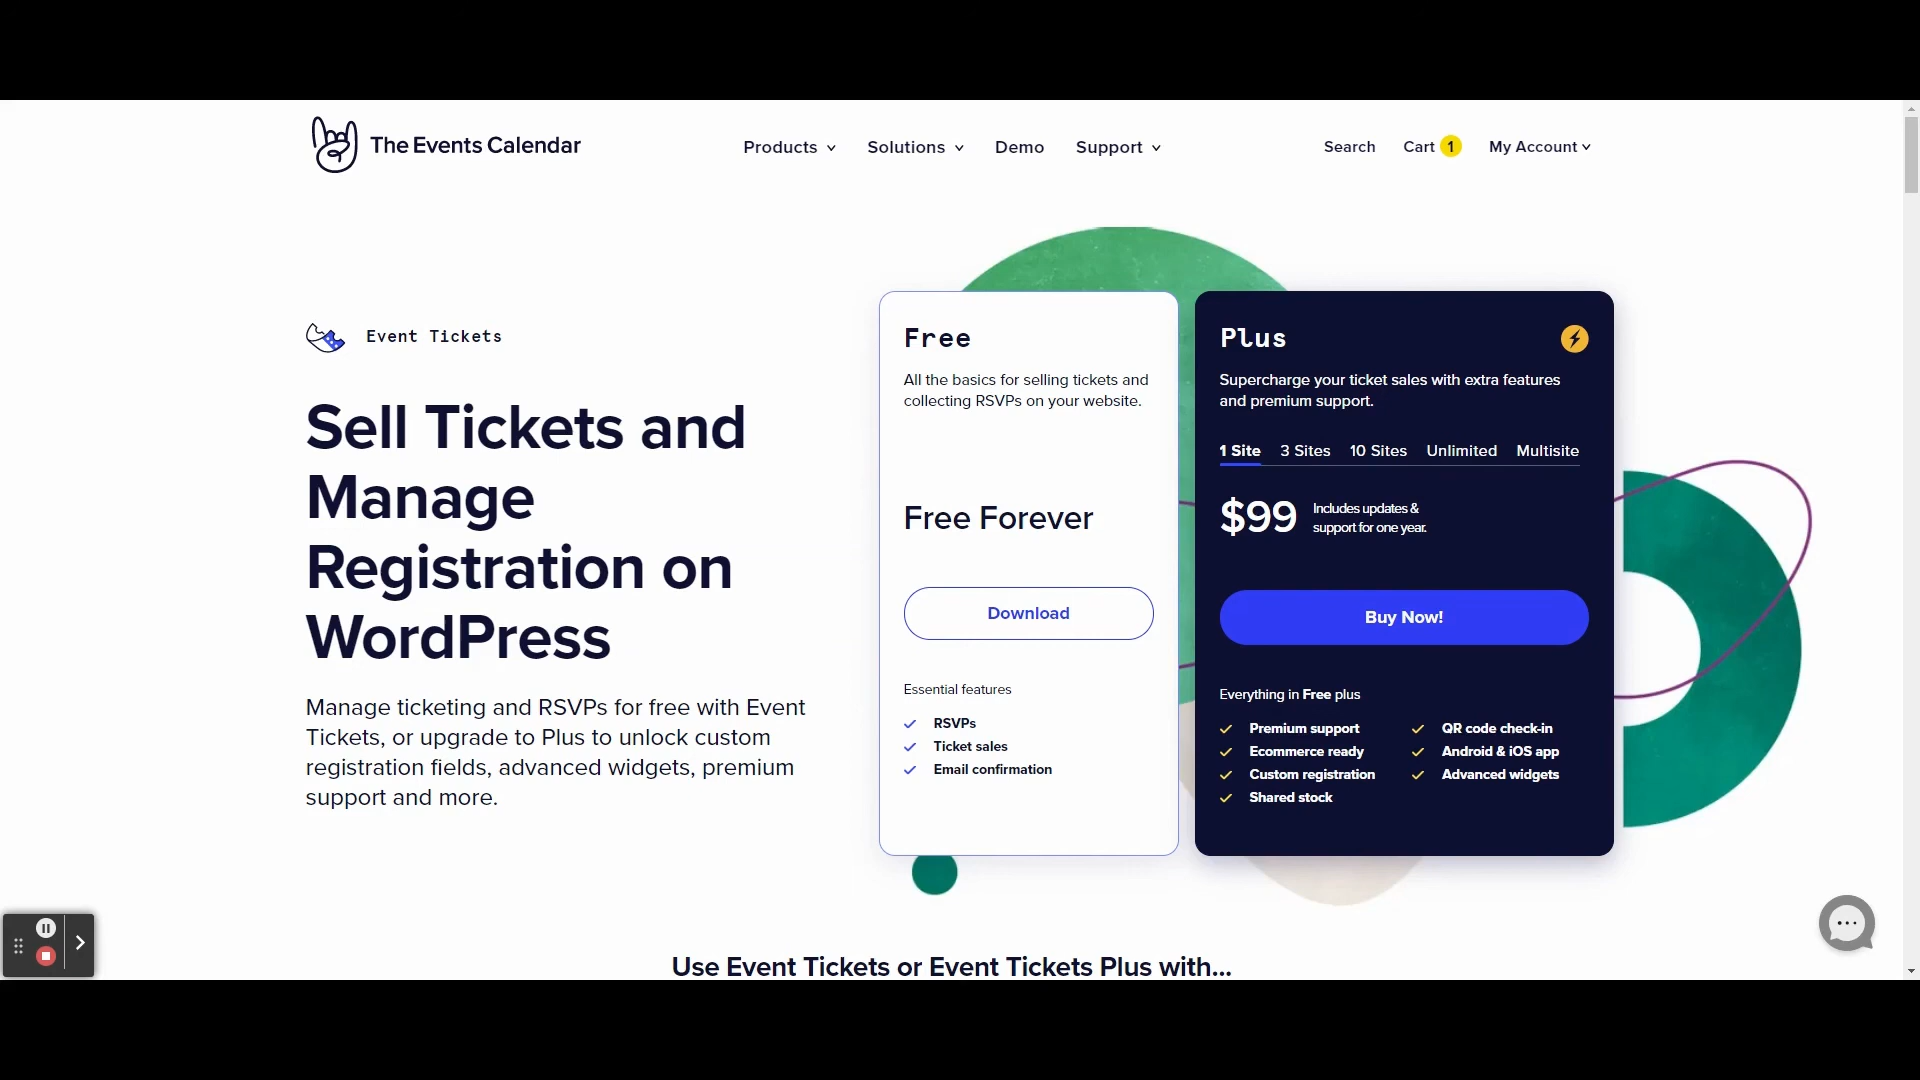 The Events Calendar
Products
Solutions
Demo
Support
Search
Cart 1
My Account
Event Tickets
Sell Tickets and
Manage
Registration on
WordPress
Manage ticketing and RSVPs for free with Event
Tickets, or upgrade to Plus to unlock custom
registration fields, advanced widgets, premium
support and more.
Free
All the basics for selling tickets and
collecting RSVPs on your website.
Free Forever
Download
Essential features
RSVPs
Ticket sales
Email confirmation
Plus
Supercharge your ticket sales with extra features
and premium support.
1 Site 3 Sites 10 Sites Unlimited Multisite
$99
Includes updates &
support for one year.
Buy Now!
Everything in Free plus
Premium support
Ecommerce ready
Custom registration
Shared stock
QR code check-in
Android & iOS app
Advanced widgets
Use Event Tickets or Event Tickets Plus with...